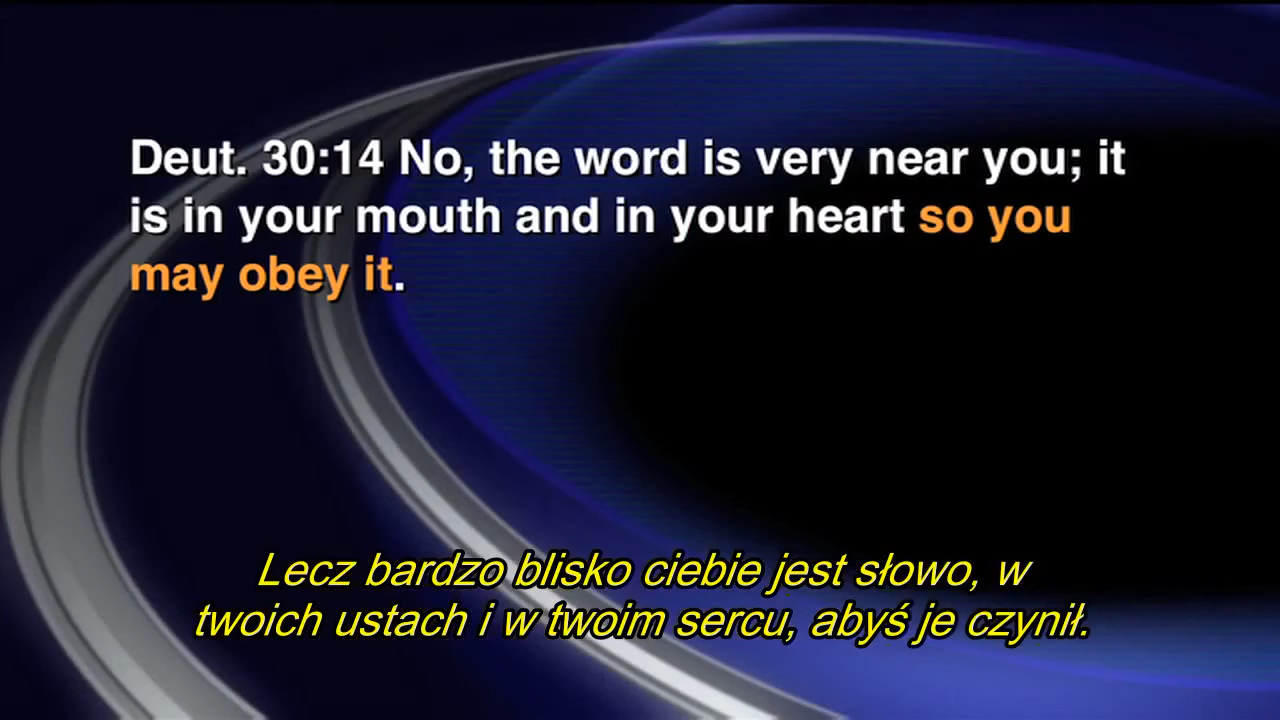 Deut. 30:14 No, the word is very near you; it
is in your mouth and in your heart so you
may obey it.
Lecz bardzo blisko ciebie jest słowo, w
twoich ustach i w twoim sercu, abyś je czynił.